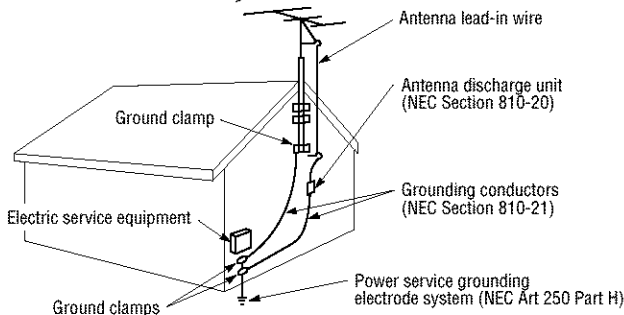 Antenna lead-in wire
Antenna discharge unit
(NEC Section 810-20)
Ground clamp
Grounding conductors
(NEC Section 810-21)
Electric service equipment
Power service grounding
electrode system (NEC Art 250 Part H)
Ground clamps